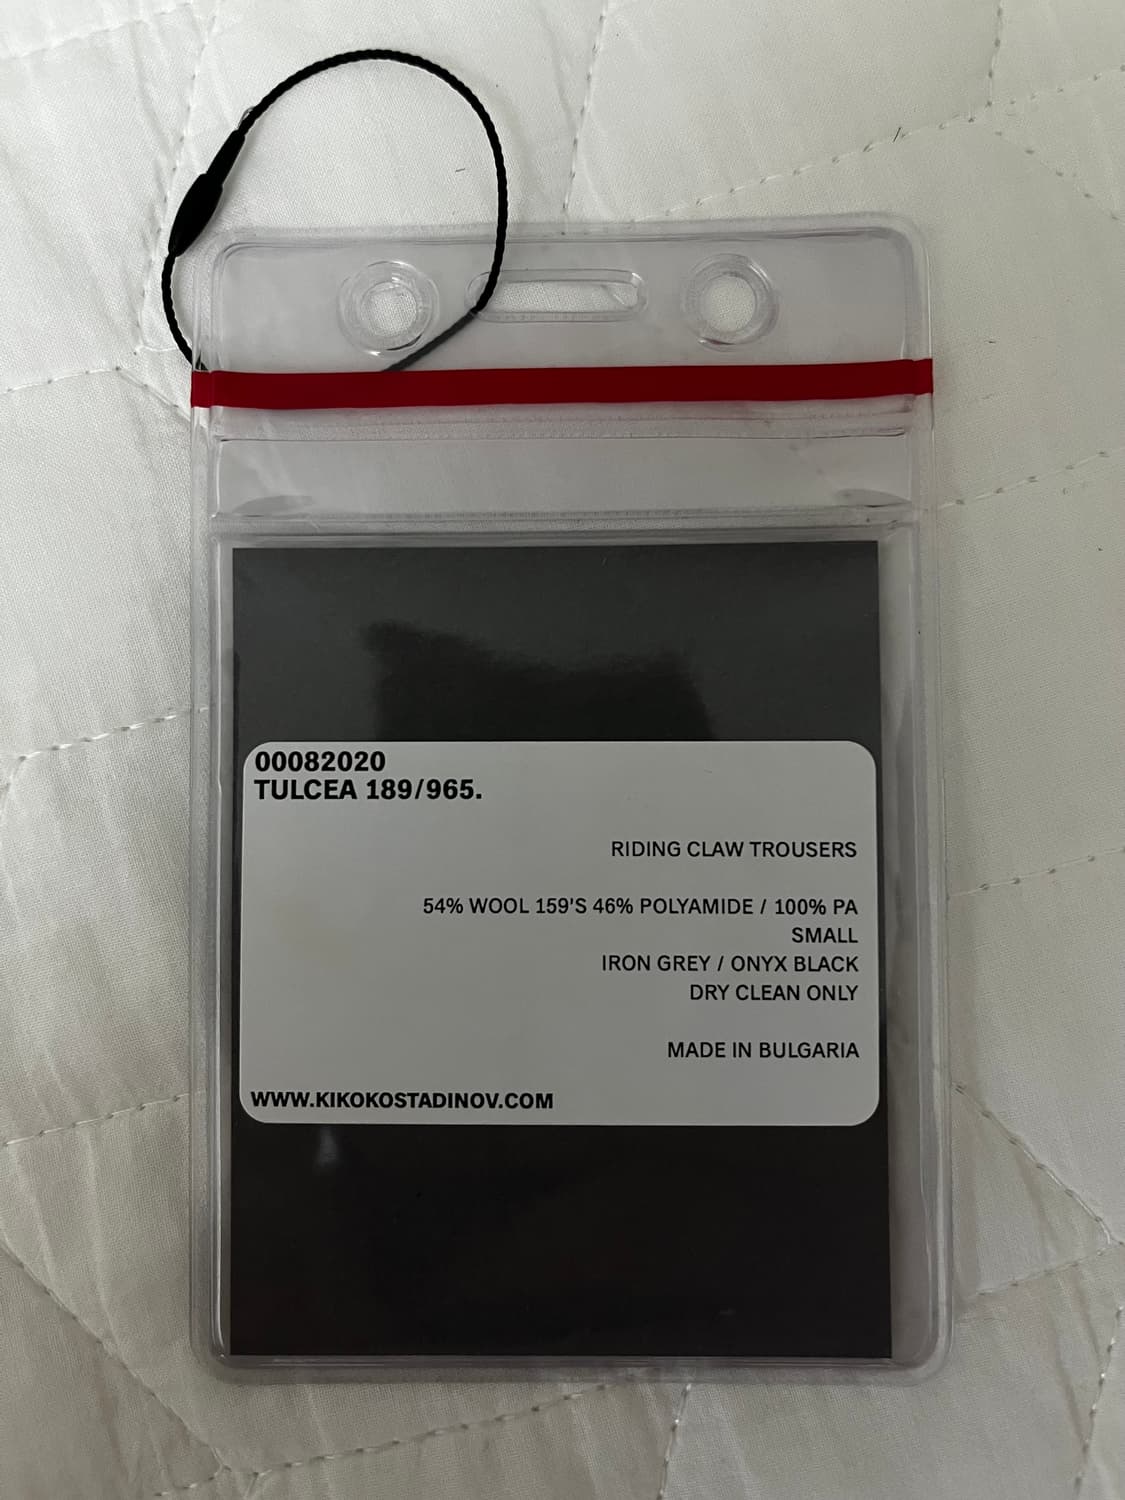 00082020
TULCEA 189/965.
RIDING CLAW TROUSERS
54% WOOL 159'S 46% POLYAMIDE / 100% PA
SMALL
IRON GREY / ONYX BLACK
DRY CLEAN ONLY
MADE IN BULGARIA
WWW.KIKOKOSTADINOV.COM